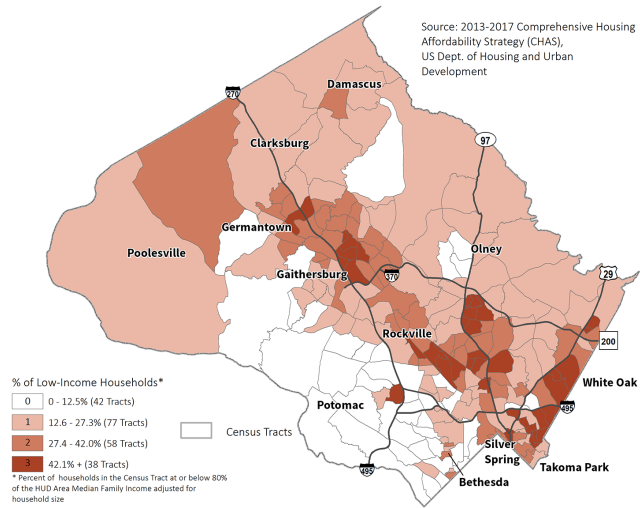 Source: 2013-2017 Comprehensive Housing
Affordability Strategy (CHAS),
US Dept. of Housing and Urban
Development
Damascus
270
97
Clarksburg
Germantown
Olney
Poolesville
29
Gaithersburg
370
Rockville
200
% of Low-Income Households*
0 0 - 12.5% (42 Tracts)
1 12.6 - 27.3% (77 Tracts)
2 27.4 - 42.0% (58 Tracts)
3 42.1% + (38 Tracts)
Census Tracts
* Percent of households in the Census Tract at or below 80%
of the HUD Area Median Family Income adjusted for
household size
White Oak
Potomac
495
Silver
Spring
495
Takoma Park
Bethesda